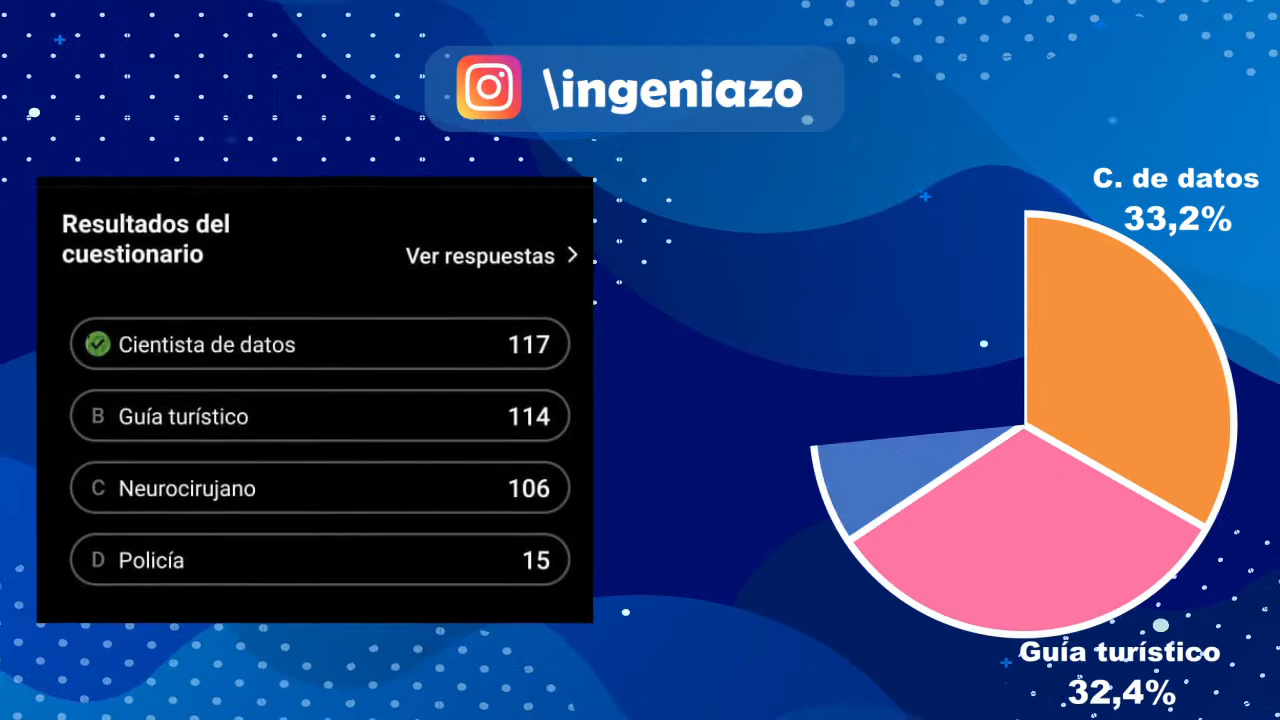 \ingeniazo
Resultados del
cuestionario
Ver respuestas
Cientista de datos 117
B Guía turístico 114
C Neurocirujano 106
D Policía 15
C. de datos
33,2%
Guía turístico
32,4%